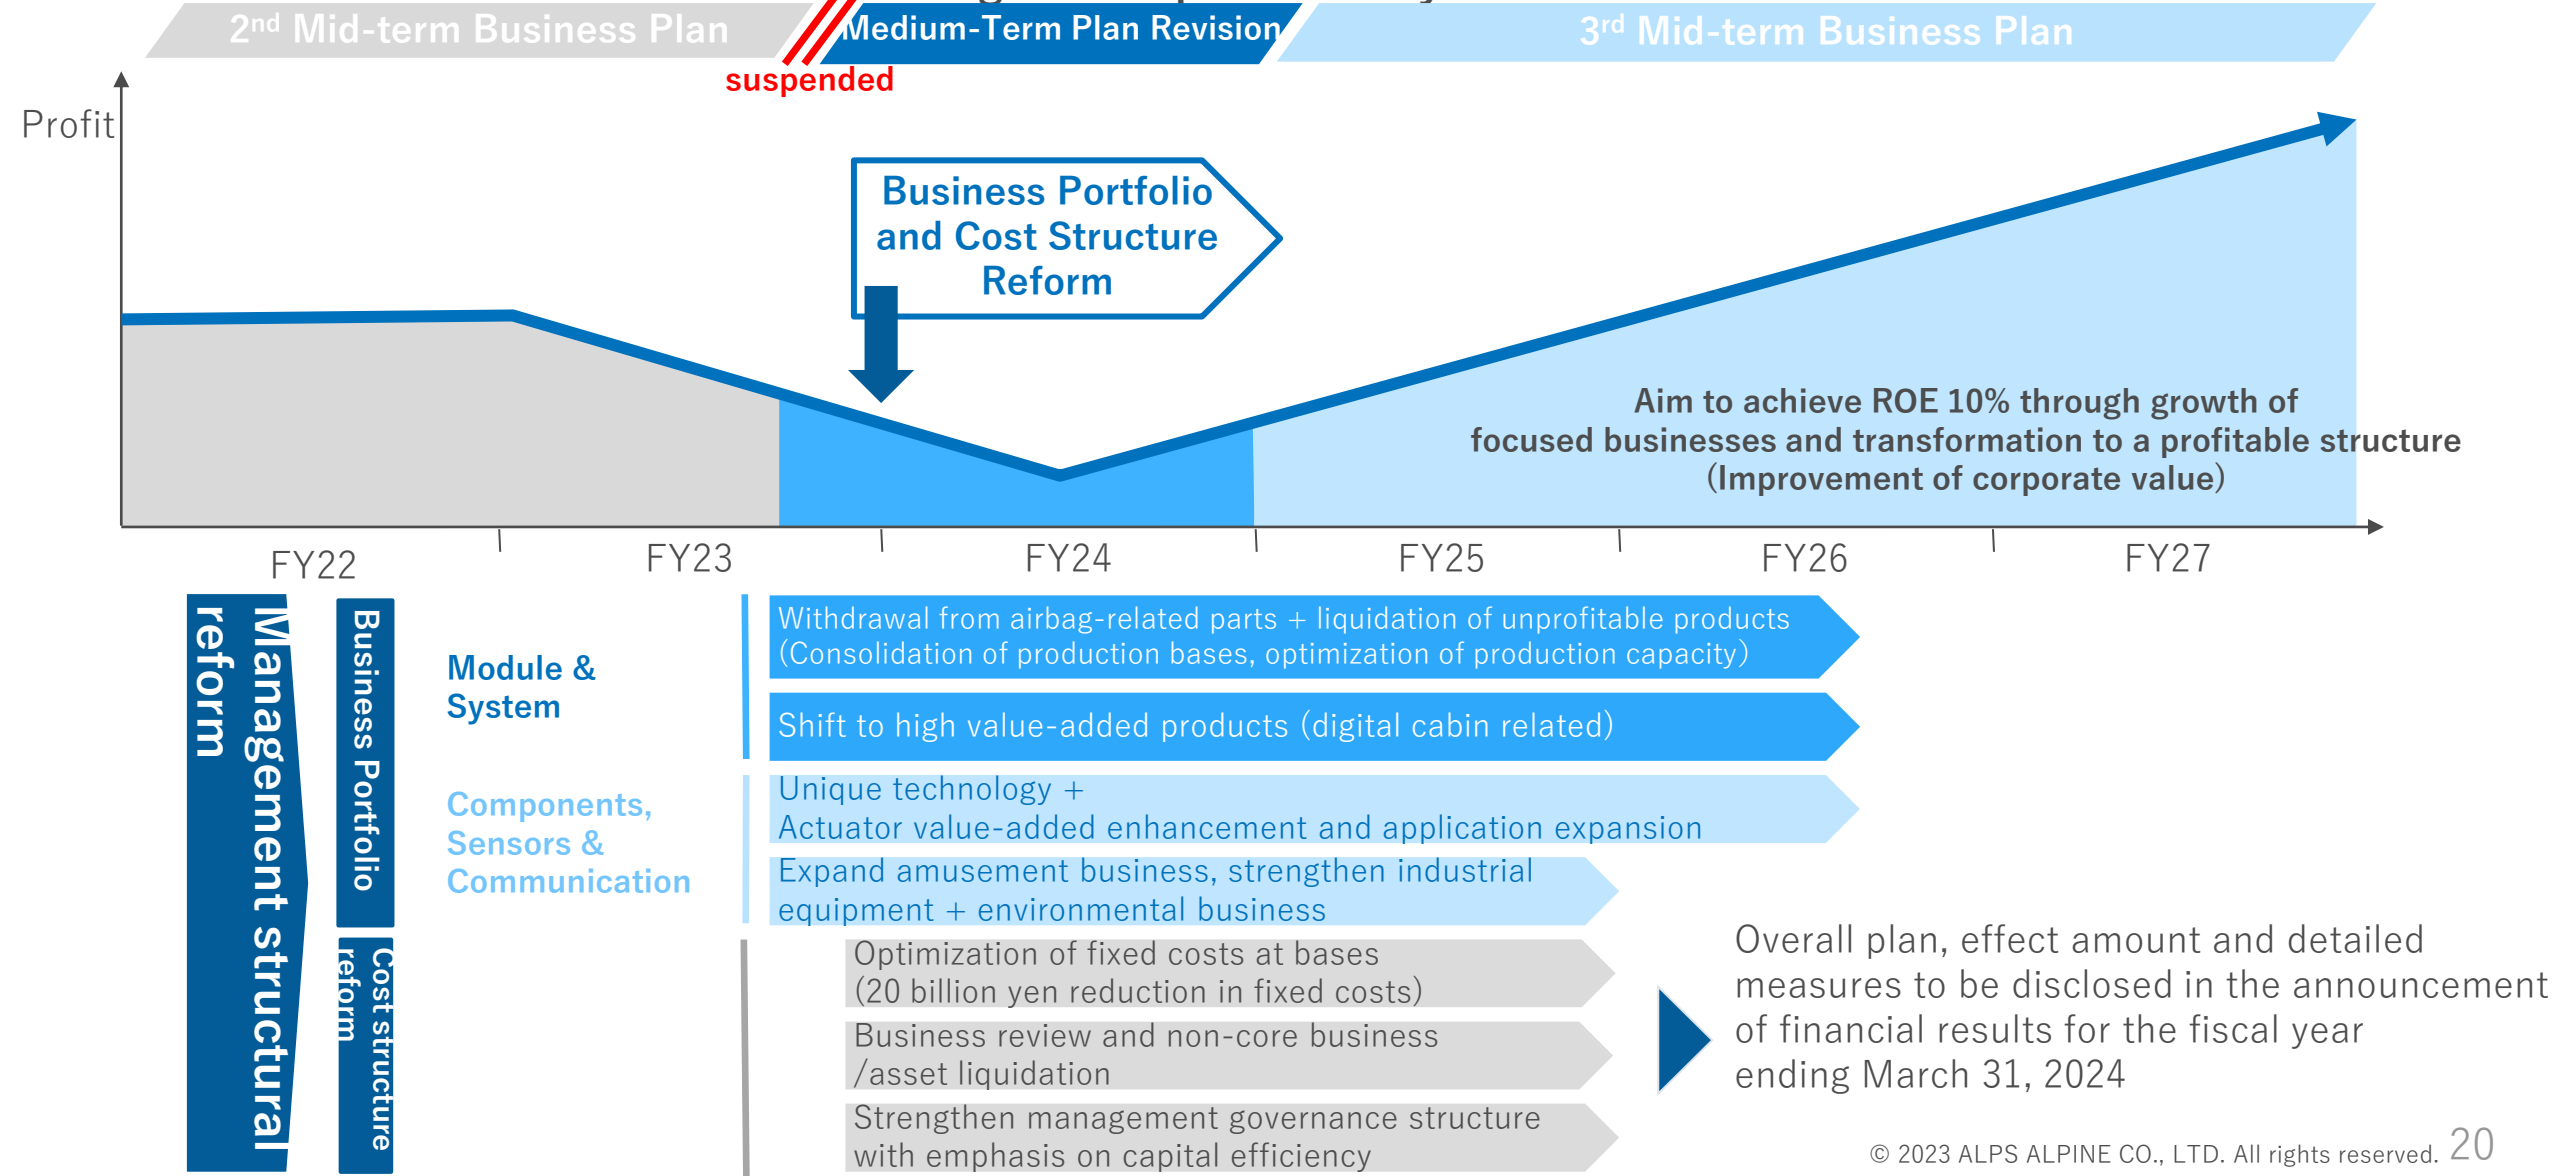 2nd Mid-term Business Plan
Medium-Term Plan Revision
3rd Mid-term Business Plan
suspended
Profit
Business Portfolio
and Cost Structure
Reform
Aim to achieve ROE 10% through growth of
focused businesses and transformation to a profitable structure
(Improvement of corporate value)
FY22
FY23
FY24
FY25
FY26
FY27
Management structural
reform
Business Portfolio
Module &
System
Withdrawal from airbag-related parts + liquidation of unprofitable products
(Consolidation of production bases, optimization of production capacity)
Shift to high value-added products (digital cabin related)
Components,
Sensors &
Communication
Unique technology +
Actuator value-added enhancement and application expansion
Expand amusement business, strengthen industrial
equipment + environmental business
Cost structure
reform
Optimization of fixed costs at bases
(20 billion yen reduction in fixed costs)
Business review and non-core business
/asset liquidation
Strengthen management governance structure
with emphasis on capital efficiency
Overall plan, effect amount and detailed
measures to be disclosed in the announcement
of financial results for the fiscal year
ending March 31, 2024
© 2023 ALPS ALPINE CO., LTD. All rights reserved. 20